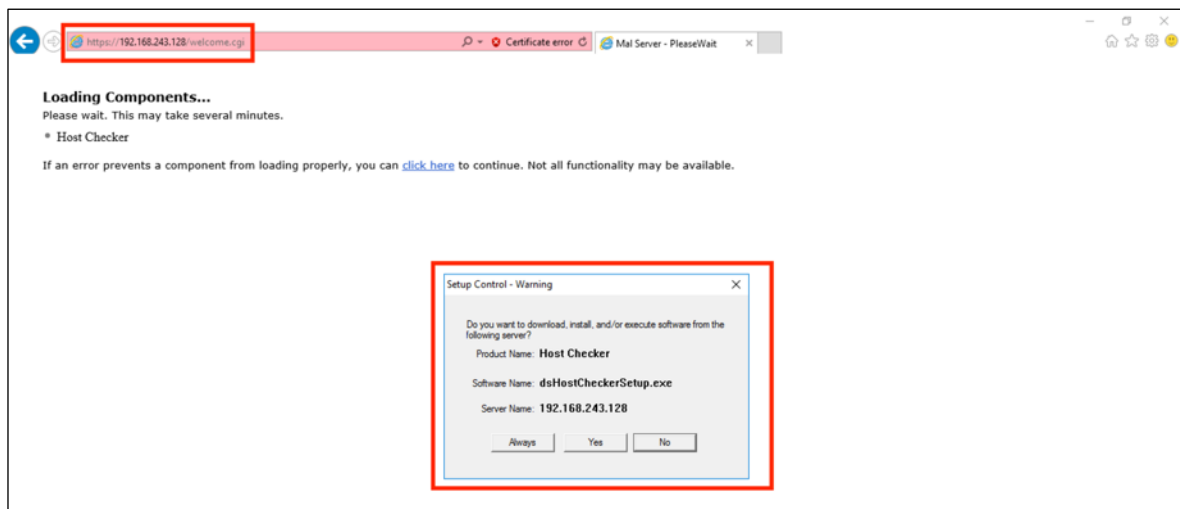 https://192.168.243.128/welcome.cgi
Certificate error
Mal Server - PleaseWait
Loading Components...
Please wait. This may take several minutes.
Host Checker
If an error prevents a component from loading properly, you can click here to continue. Not all functionality may be available.
Setup Control - Warning
Do you want to download, install, and/or execute software from the
following server?
Product Name: Host Checker
Software Name: dsHostCheckerSetup.exe
Server Name: 192.168.243.128
Always Yes No